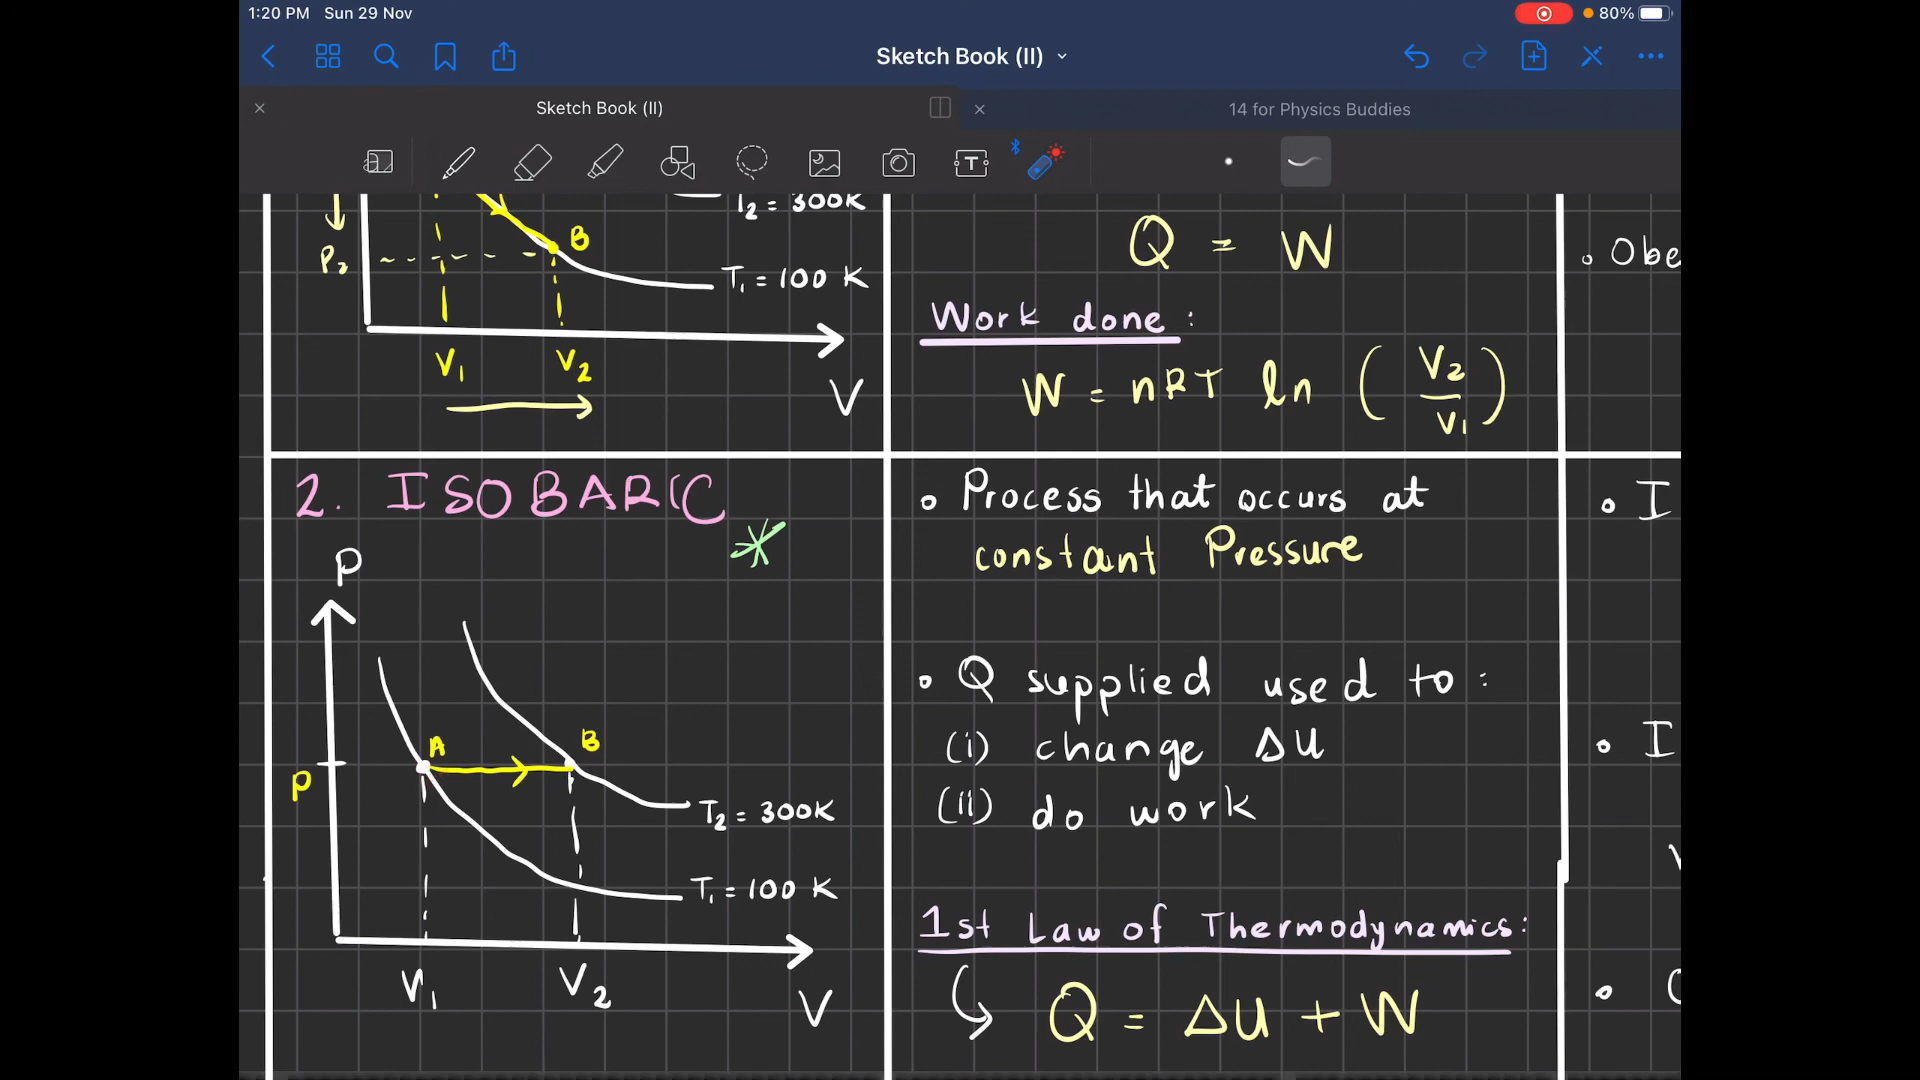 1:20 PM Sun 29 Nov
80%
Sketch Book (II)
Sketch Book (II)
14 for Physics Buddies
T
T₂ = 300K
B
P₂
T₁ = 100 K
V₁ V₂
V
Q = W
Work done :
W = nRT ln ( V₂ / V₁ )
Obe
2. ISOBARIC
*
P
A B
P
T₂ = 300K
T₁ = 100 K
V₁ V₂
V
• Process that occurs at
constant Pressure
• Q supplied used to :
(i) change ΔU
(ii) do work
1st Law of Thermodynamics:
Q = ΔU + W
• I
• I